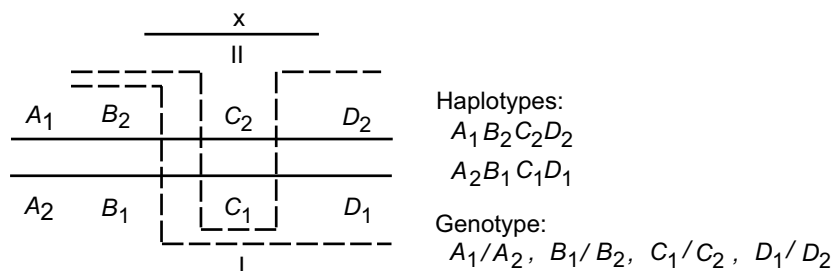 x
II
A₁ B₂ C₂ D₂
A₂ B₁ C₁ D₁
I
Haplotypes:
A₁B₂C₂D₂
A₂B₁C₁D₁
Genotype:
A₁/A₂, B₁/B₂, C₁/C₂, D₁/D₂